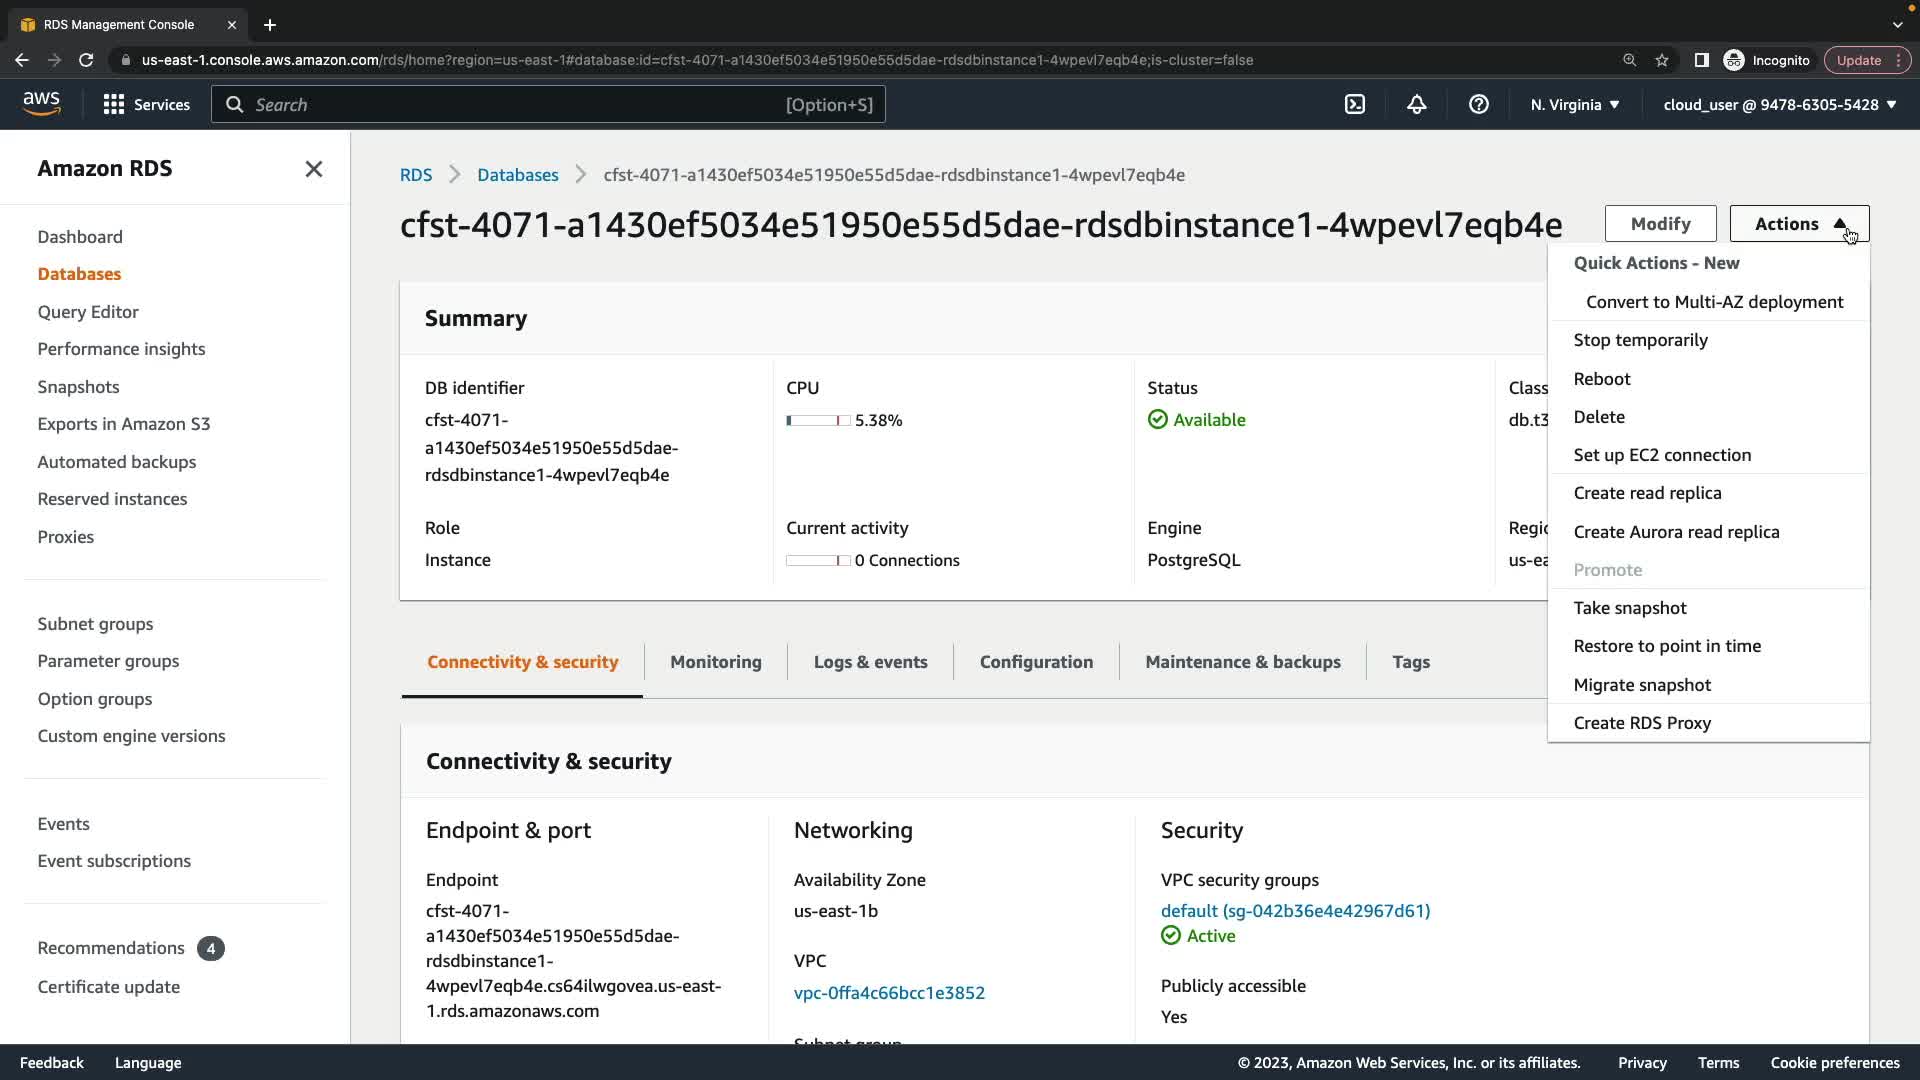 RDS Management Console
us-east-1.console.aws.amazon.com/rds/home?region=us-east-1#database:id=cfst-4071-a1430ef5034e51950e55d5dae-rdsdbinstance1-4wpevl7eqb4e;is-cluster=false
Incognito
Update
aws
Services
Search
[Option+S]
N. Virginia
cloud_user @ 9478-6305-5428
Amazon RDS
Dashboard
Databases
Query Editor
Performance insights
Snapshots
Exports in Amazon S3
Automated backups
Reserved instances
Proxies
Subnet groups
Parameter groups
Option groups
Custom engine versions
Events
Event subscriptions
Recommendations 4
Certificate update
RDS > Databases > cfst-4071-a1430ef5034e51950e55d5dae-rdsdbinstance1-4wpevl7eqb4e
cfst-4071-a1430ef5034e51950e55d5dae-rdsdbinstance1-4wpevl7eqb4e
Modify
Actions
Quick Actions - New
Convert to Multi-AZ deployment
Stop temporarily
Reboot
Delete
Set up EC2 connection
Create read replica
Create Aurora read replica
Promote
Take snapshot
Restore to point in time
Migrate snapshot
Create RDS Proxy
Summary
DB identifier
cfst-4071-
a1430ef5034e51950e55d5dae-
rdsdbinstance1-4wpevl7eqb4e
CPU
5.38%
Status
Available
Class
db.t3
Role
Instance
Current activity
0 Connections
Engine
PostgreSQL
Regio
us-ea
Connectivity & security
Monitoring
Logs & events
Configuration
Maintenance & backups
Tags
Connectivity & security
Endpoint & port
Endpoint
cfst-4071-
a1430ef5034e51950e55d5dae-
rdsdbinstance1-
4wpevl7eqb4e.cs64ilwgovea.us-east-
1.rds.amazonaws.com
Networking
Availability Zone
us-east-1b
VPC
vpc-0ffa4c66bcc1e3852
Subnet group
Security
VPC security groups
default (sg-042b36e4e42967d61)
Active
Publicly accessible
Yes
Feedback
Language
© 2023, Amazon Web Services, Inc. or its affiliates.
Privacy
Terms
Cookie preferences